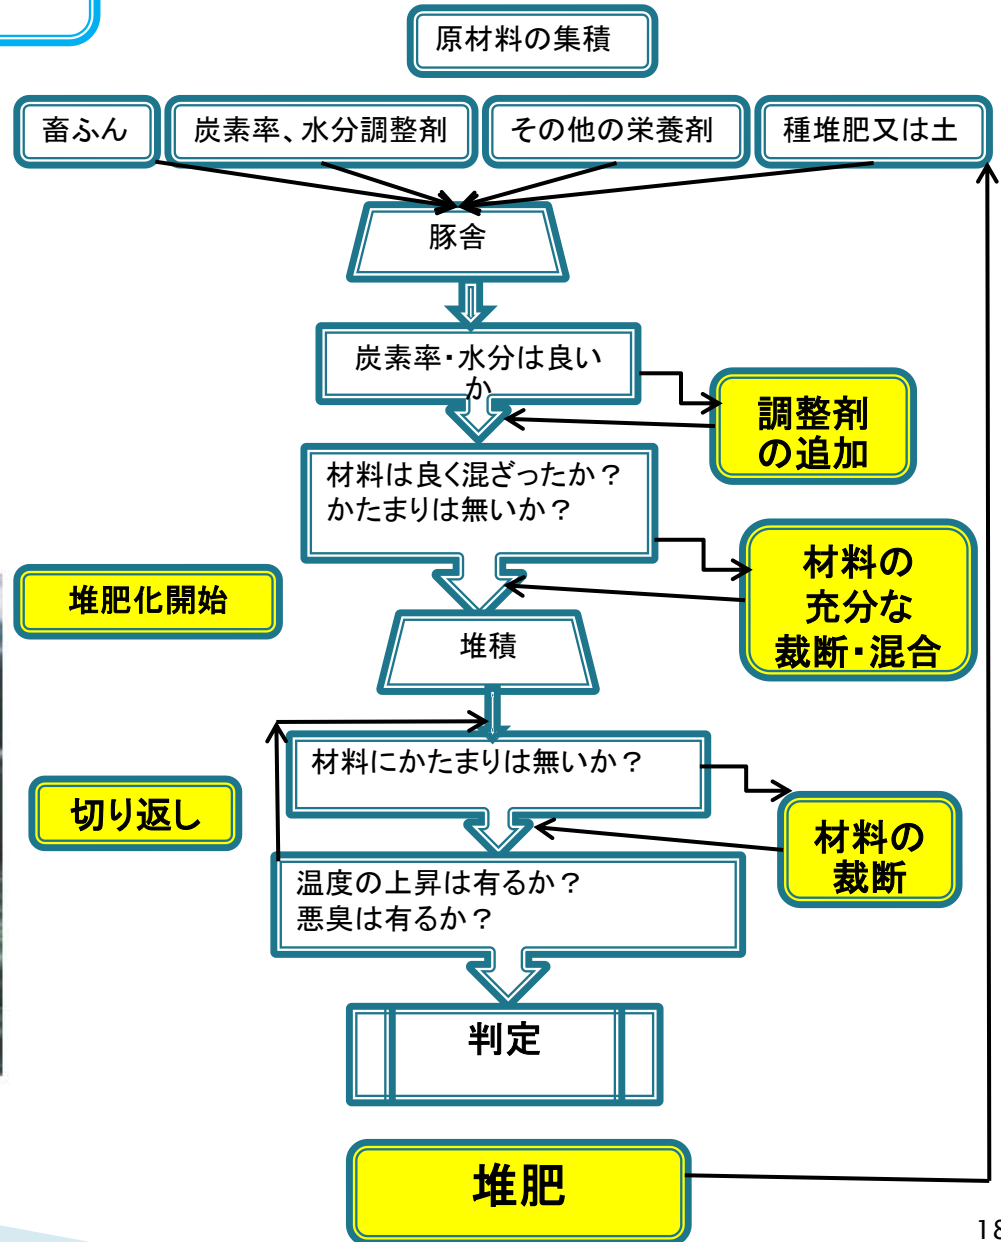 原材料の集積
畜ふん
炭素率、水分調整剤
その他の栄養剤
種堆肥又は土
豚舎
炭素率・水分は良い
か
調整剤
の追加
材料は良く混ざったか？
かたまりは無いか？
材料の
充分な
裁断・混合
堆肥化開始
堆積
材料にかたまりは無いか？
切り返し
材料の
裁断
温度の上昇は有るか？
悪臭は有るか？
判定
堆肥
18